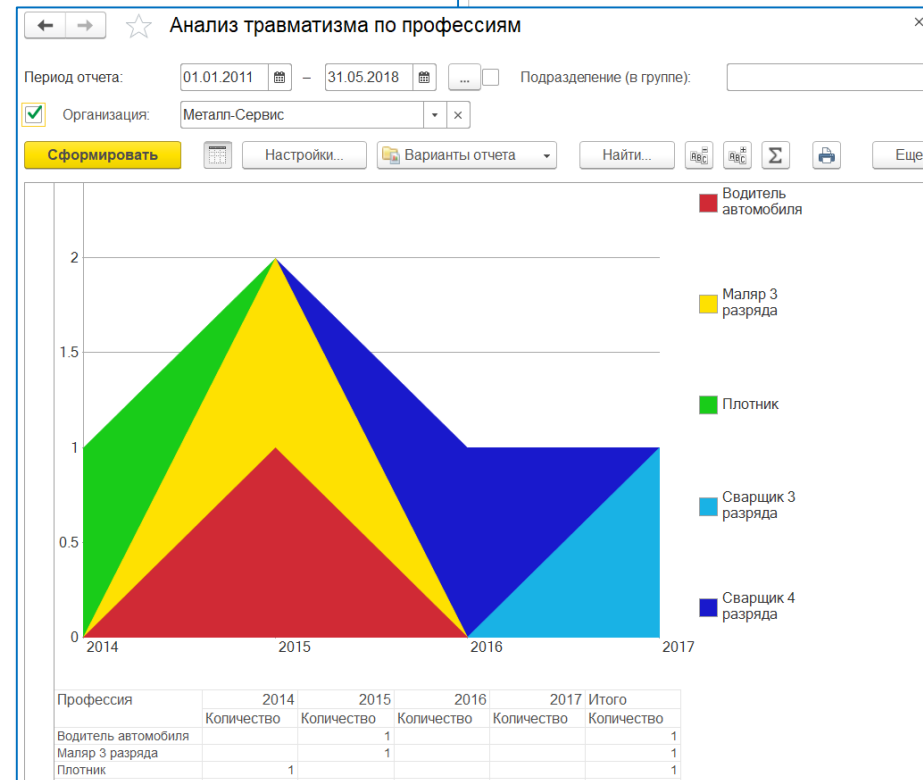 Анализ травматизма по профессиям
Период отчета: 01.01.2011 – 31.05.2018 ... Подразделение (в группе):
Организация: Металл-Сервис
Сформировать Настройки... Варианты отчета Найти... Еще
Водитель
автомобиля
2
Маляр 3
разряда
1.5
Плотник
1
Сварщик 3
разряда
0.5
Сварщик 4
разряда
0
2014 2015 2016 2017
Профессия 2014 2015 2016 2017 Итого
Количество Количество Количество Количество Количество
Водитель автомобиля 1 1
Маляр 3 разряда 1 1
Плотник 1 1